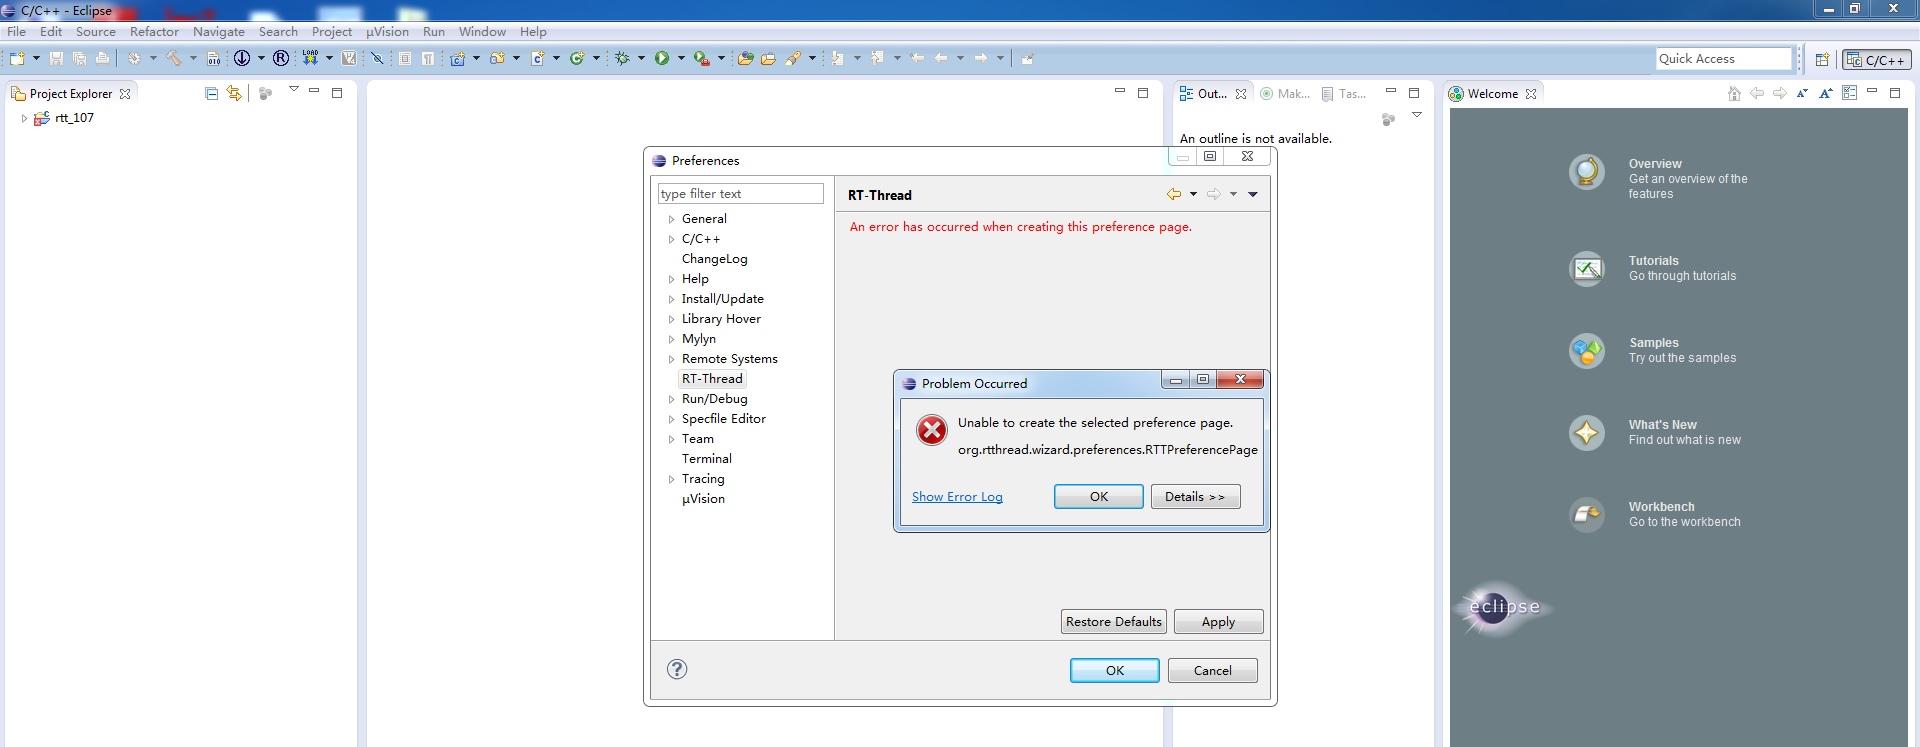 C/C++ - Eclipse
File Edit Source Refactor Navigate Search Project µVision Run Window Help
Quick Access
C/C++
Project Explorer
rtt_107
Out...
Mak...
Tas...
An outline is not available.
Welcome
Overview
Get an overview of the
features
Tutorials
Go through tutorials
Samples
Try out the samples
What's New
Find out what is new
Workbench
Go to the workbench
eclipse
Preferences
type filter text
General
C/C++
ChangeLog
Help
Install/Update
Library Hover
Mylyn
Remote Systems
RT-Thread
Run/Debug
Specfile Editor
Team
Terminal
Tracing
µVision
RT-Thread
An error has occurred when creating this preference page.
Restore Defaults
Apply
OK
Cancel
Problem Occurred
Unable to create the selected preference page.
org.rtthread.wizard.preferences.RTTPreferencePage
Show Error Log
OK
Details >>